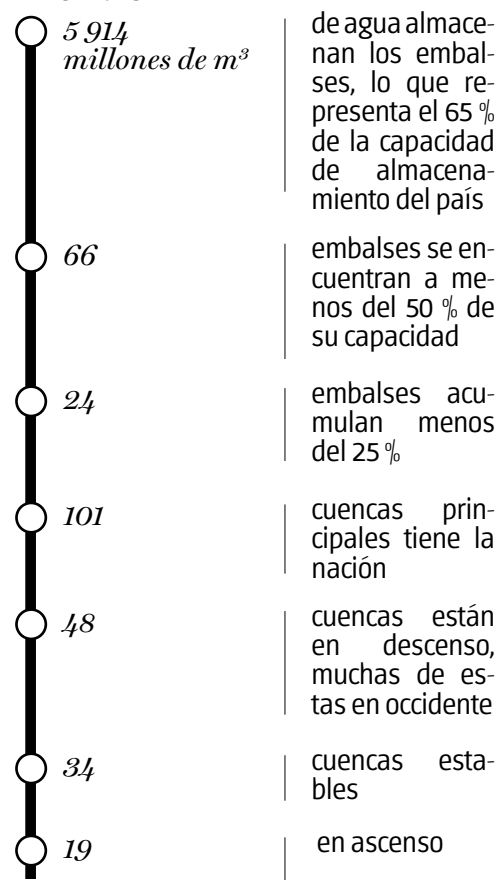 5 914
millones de m³
de agua almace-
nan los embal-
ses, lo que re-
presenta el 65 %
de la capacidad
de almacena-
miento del país
66
embalses se en-
cuentran a me-
nos del 50 % de
su capacidad
24
embalses acu-
mulan menos
del 25 %
101
cuencas prin-
cipales tiene la
nación
48
cuencas están
en descenso,
muchas de es-
tas en occidente
34
cuencas esta-
bles
19
en ascenso